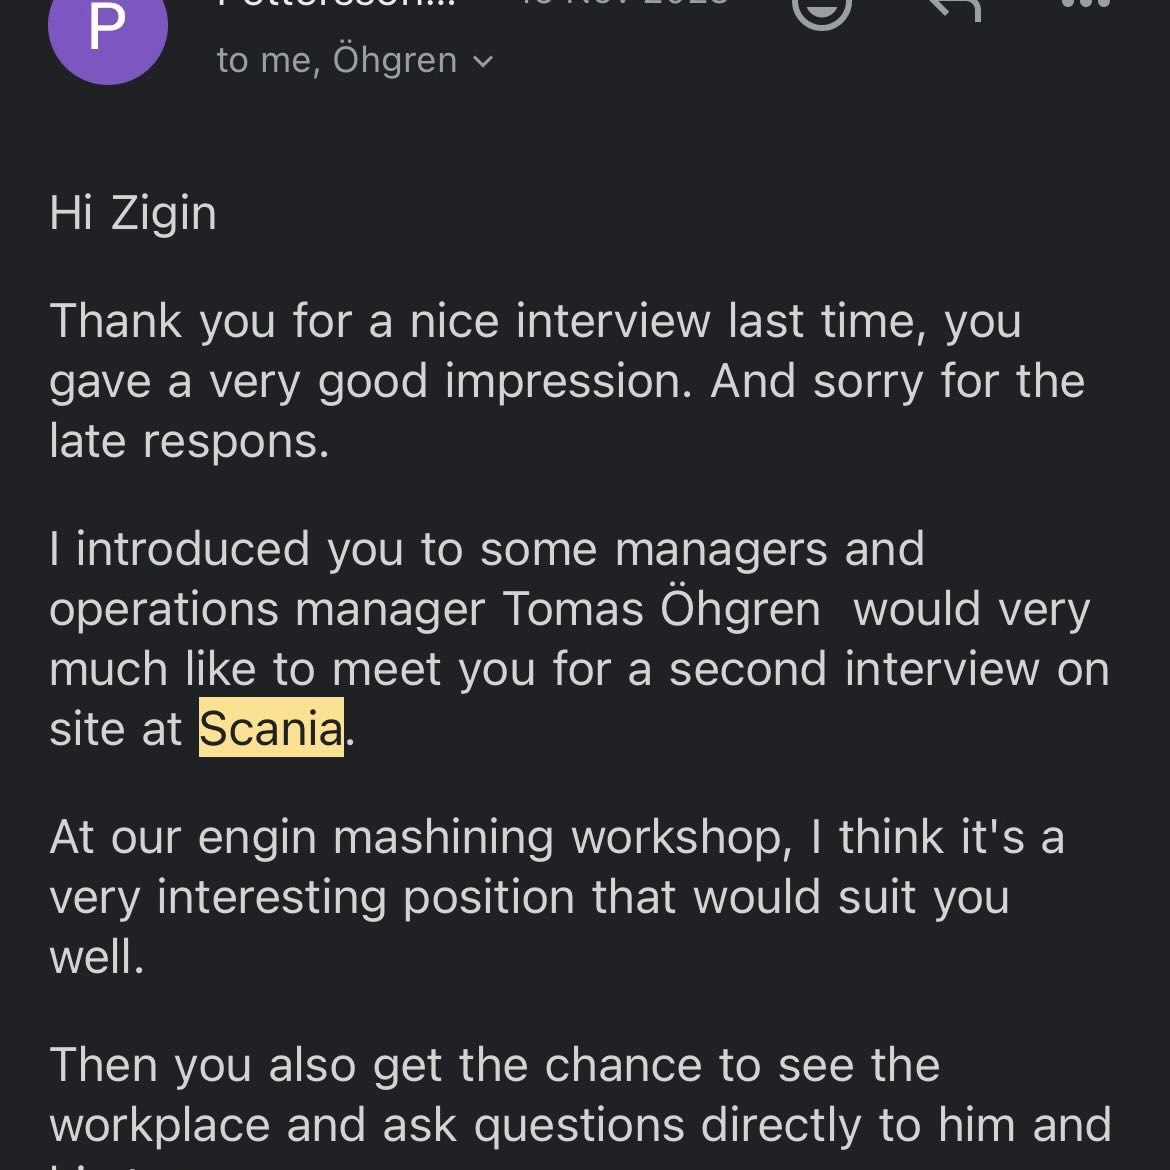 P
to me, Öhgren
Hi Zigin
Thank you for a nice interview last time, you
gave a very good impression. And sorry for the
late respons.
I introduced you to some managers and
operations manager Tomas Öhgren would very
much like to meet you for a second interview on
site at Scania.
At our engin mashining workshop, I think it's a
very interesting position that would suit you
well.
Then you also get the chance to see the
workplace and ask questions directly to him and